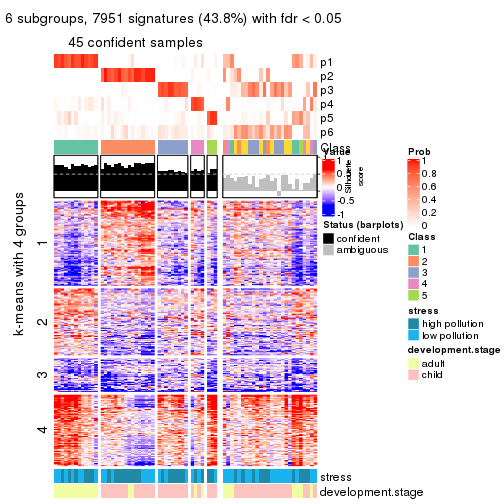 6 subgroups, 7951 signatures (43.8%) with fdr < 0.05
45 confident samples
p1
p2
p3
p4
p5
p6
Class
k-means with 4 groups
1
2
3
4
stress
development.stage
Value
1
0.5
0
-0.5
-1
Silhouette
score
Status (barplots)
confident
ambiguous
Prob
1
0.8
0.6
0.4
0.2
0
Class
1
2
3
4
5
stress
high pollution
low pollution
development.stage
adult
child